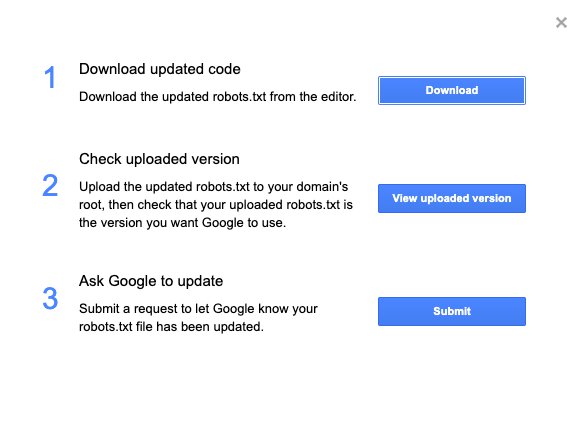 1
Download updated code
Download the updated robots.txt from the editor.
Download
2
Check uploaded version
Upload the updated robots.txt to your domain's
root, then check that your uploaded robots.txt is
the version you want Google to use.
View uploaded version
3
Ask Google to update
Submit a request to let Google know your
robots.txt file has been updated.
Submit